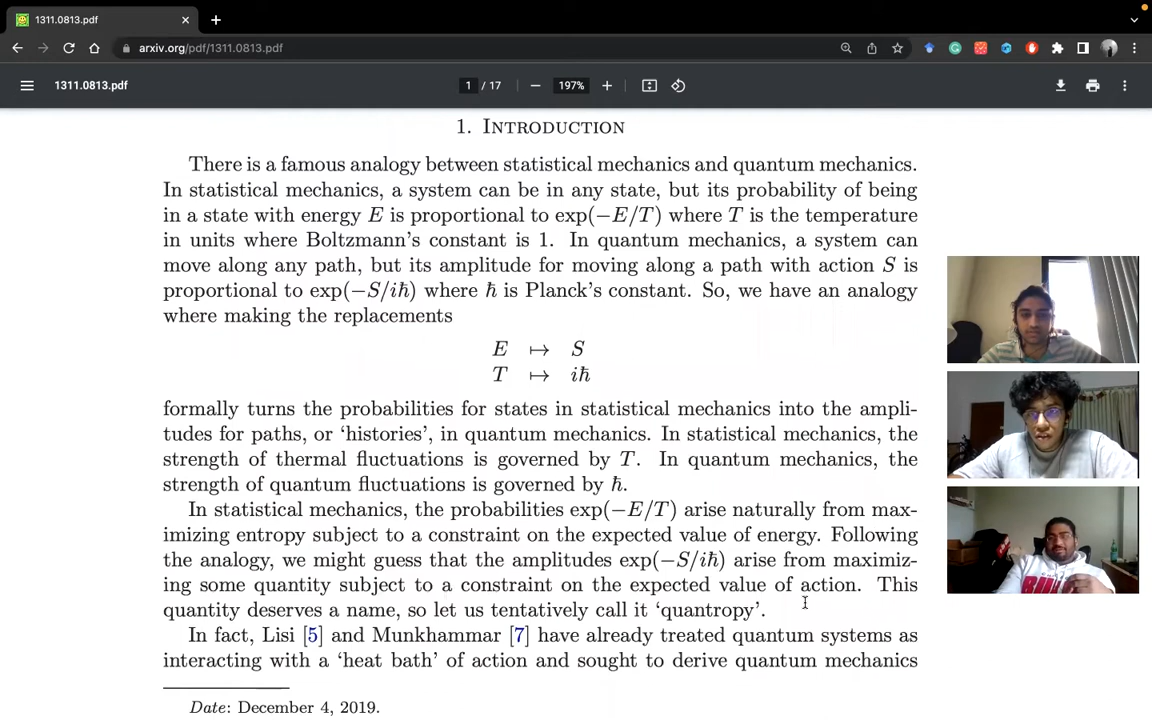 1311.0813.pdf
arxiv.org/pdf/1311.0813.pdf
1311.0813.pdf 1 / 17 197%
1. INTRODUCTION
There is a famous analogy between statistical mechanics and quantum mechanics.
In statistical mechanics, a system can be in any state, but its probability of being
in a state with energy E is proportional to exp(−E/T) where T is the temperature
in units where Boltzmann's constant is 1. In quantum mechanics, a system can
move along any path, but its amplitude for moving along a path with action S is
proportional to exp(−S/iℏ) where ℏ is Planck's constant. So, we have an analogy
where making the replacements
E ↦ S
T ↦ iℏ
formally turns the probabilities for states in statistical mechanics into the ampli-
tudes for paths, or 'histories', in quantum mechanics. In statistical mechanics, the
strength of thermal fluctuations is governed by T. In quantum mechanics, the
strength of quantum fluctuations is governed by ℏ.
In statistical mechanics, the probabilities exp(−E/T) arise naturally from max-
imizing entropy subject to a constraint on the expected value of energy. Following
the analogy, we might guess that the amplitudes exp(−S/iℏ) arise from maximiz-
ing some quantity subject to a constraint on the expected value of action. This
quantity deserves a name, so let us tentatively call it 'quantropy'.
In fact, Lisi [5] and Munkhammar [7] have already treated quantum systems as
interacting with a 'heat bath' of action and sought to derive quantum mechanics
Date: December 4, 2019.